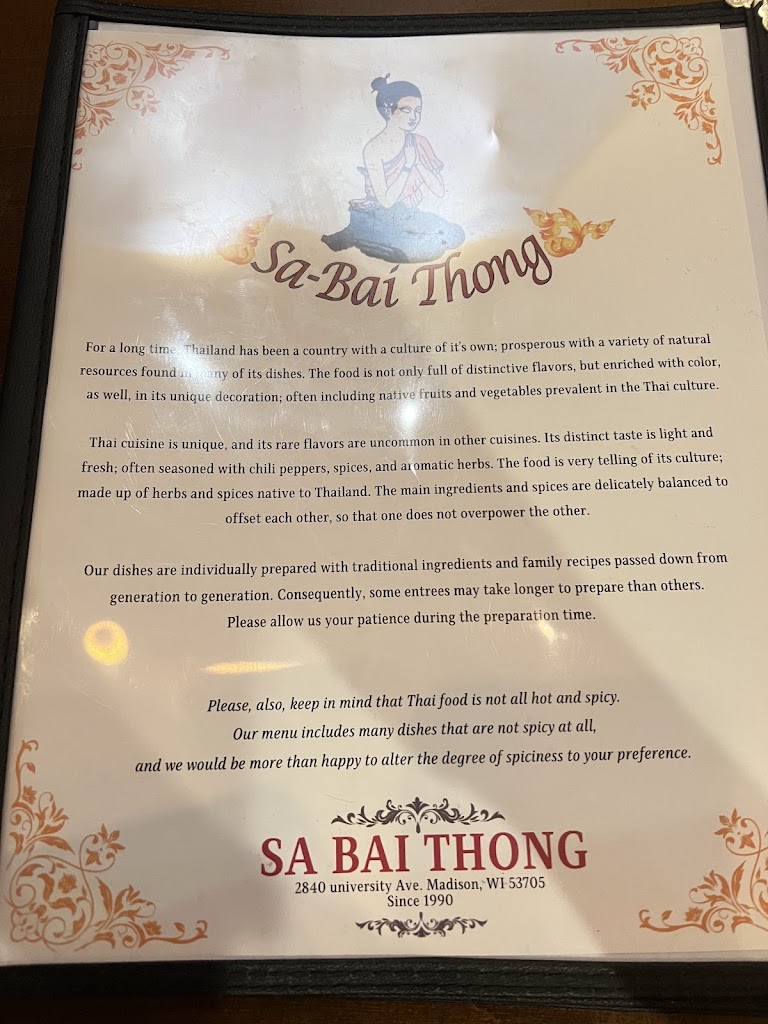 Sa-Bai Thong
For a long time, Thailand has been a country with a culture of it's own; prosperous with a variety of natural
resources found in many of its dishes. The food is not only full of distinctive flavors, but enriched with color,
as well, in its unique decoration; often including native fruits and vegetables prevalent in the Thai culture.
Thai cuisine is unique, and its rare flavors are uncommon in other cuisines. Its distinct taste is light and
fresh; often seasoned with chili peppers, spices, and aromatic herbs. The food is very telling of its culture;
made up of herbs and spices native to Thailand. The main ingredients and spices are delicately balanced to
offset each other, so that one does not overpower the other.
Our dishes are individually prepared with traditional ingredients and family recipes passed down from
generation to generation. Consequently, some entrees may take longer to prepare than others.
Please allow us your patience during the preparation time.
Please, also, keep in mind that Thai food is not all hot and spicy.
Our menu includes many dishes that are not spicy at all,
and we would be more than happy to alter the degree of spiciness to your preference.
SA BAI THONG
2840 university Ave. Madison, WI 53705
Since 1990